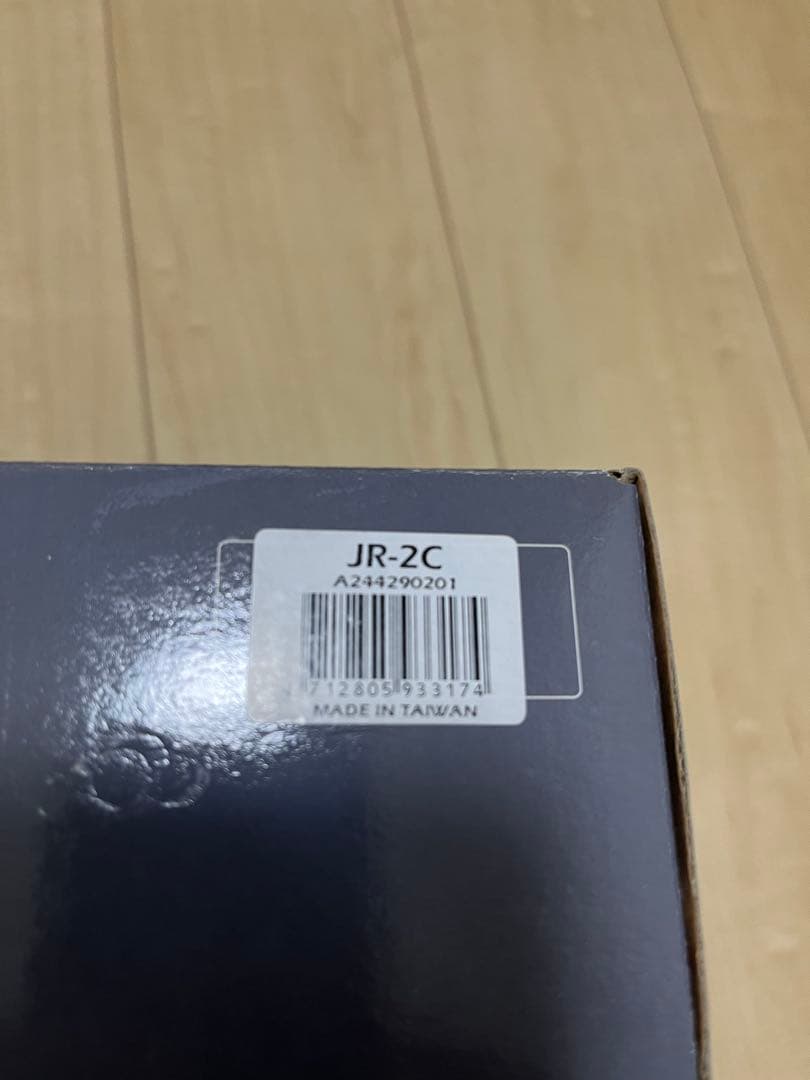 JR-2C
A244290201
712805 933174
MADE IN TAIWAN